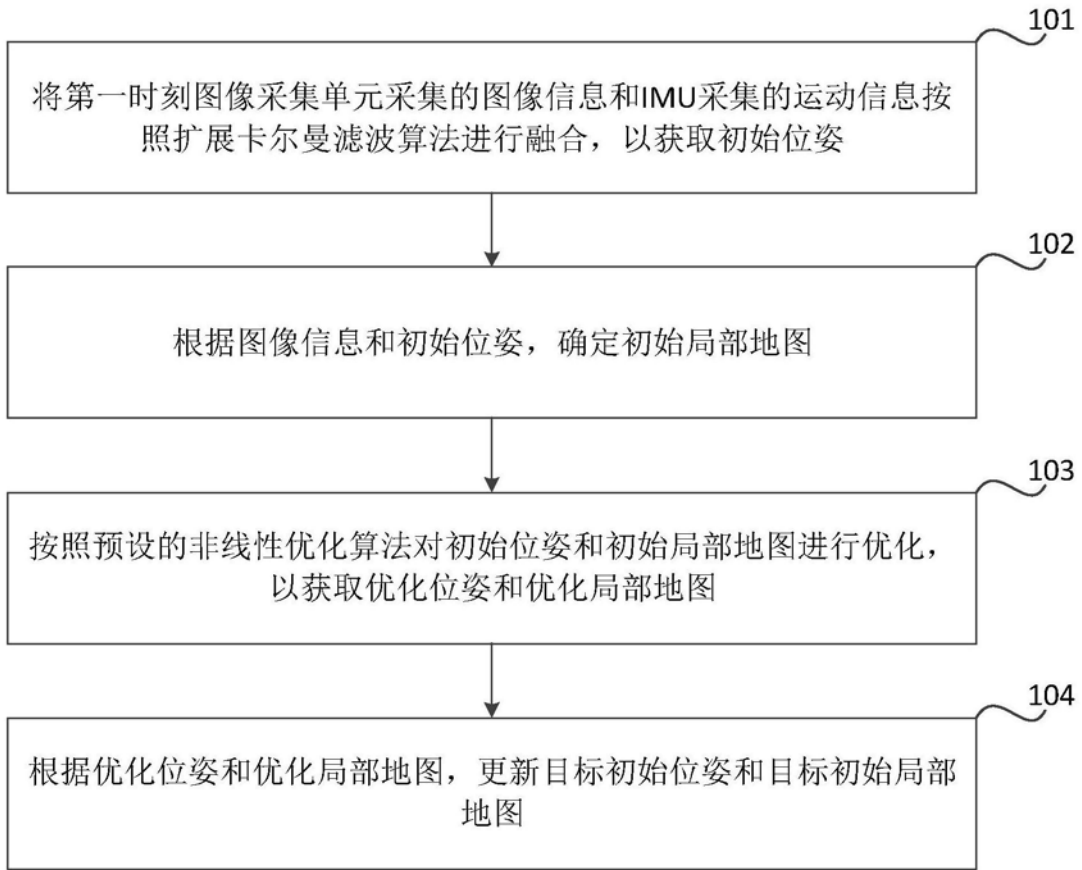 101
将第一时刻图像采集单元采集的图像信息和IMU采集的运动信息按
照扩展卡尔曼滤波算法进行融合，以获取初始位姿
102
根据图像信息和初始位姿，确定初始局部地图
103
按照预设的非线性优化算法对初始位姿和初始局部地图进行优化，
以获取优化位姿和优化局部地图
104
根据优化位姿和优化局部地图，更新目标初始位姿和目标初始局部
地图